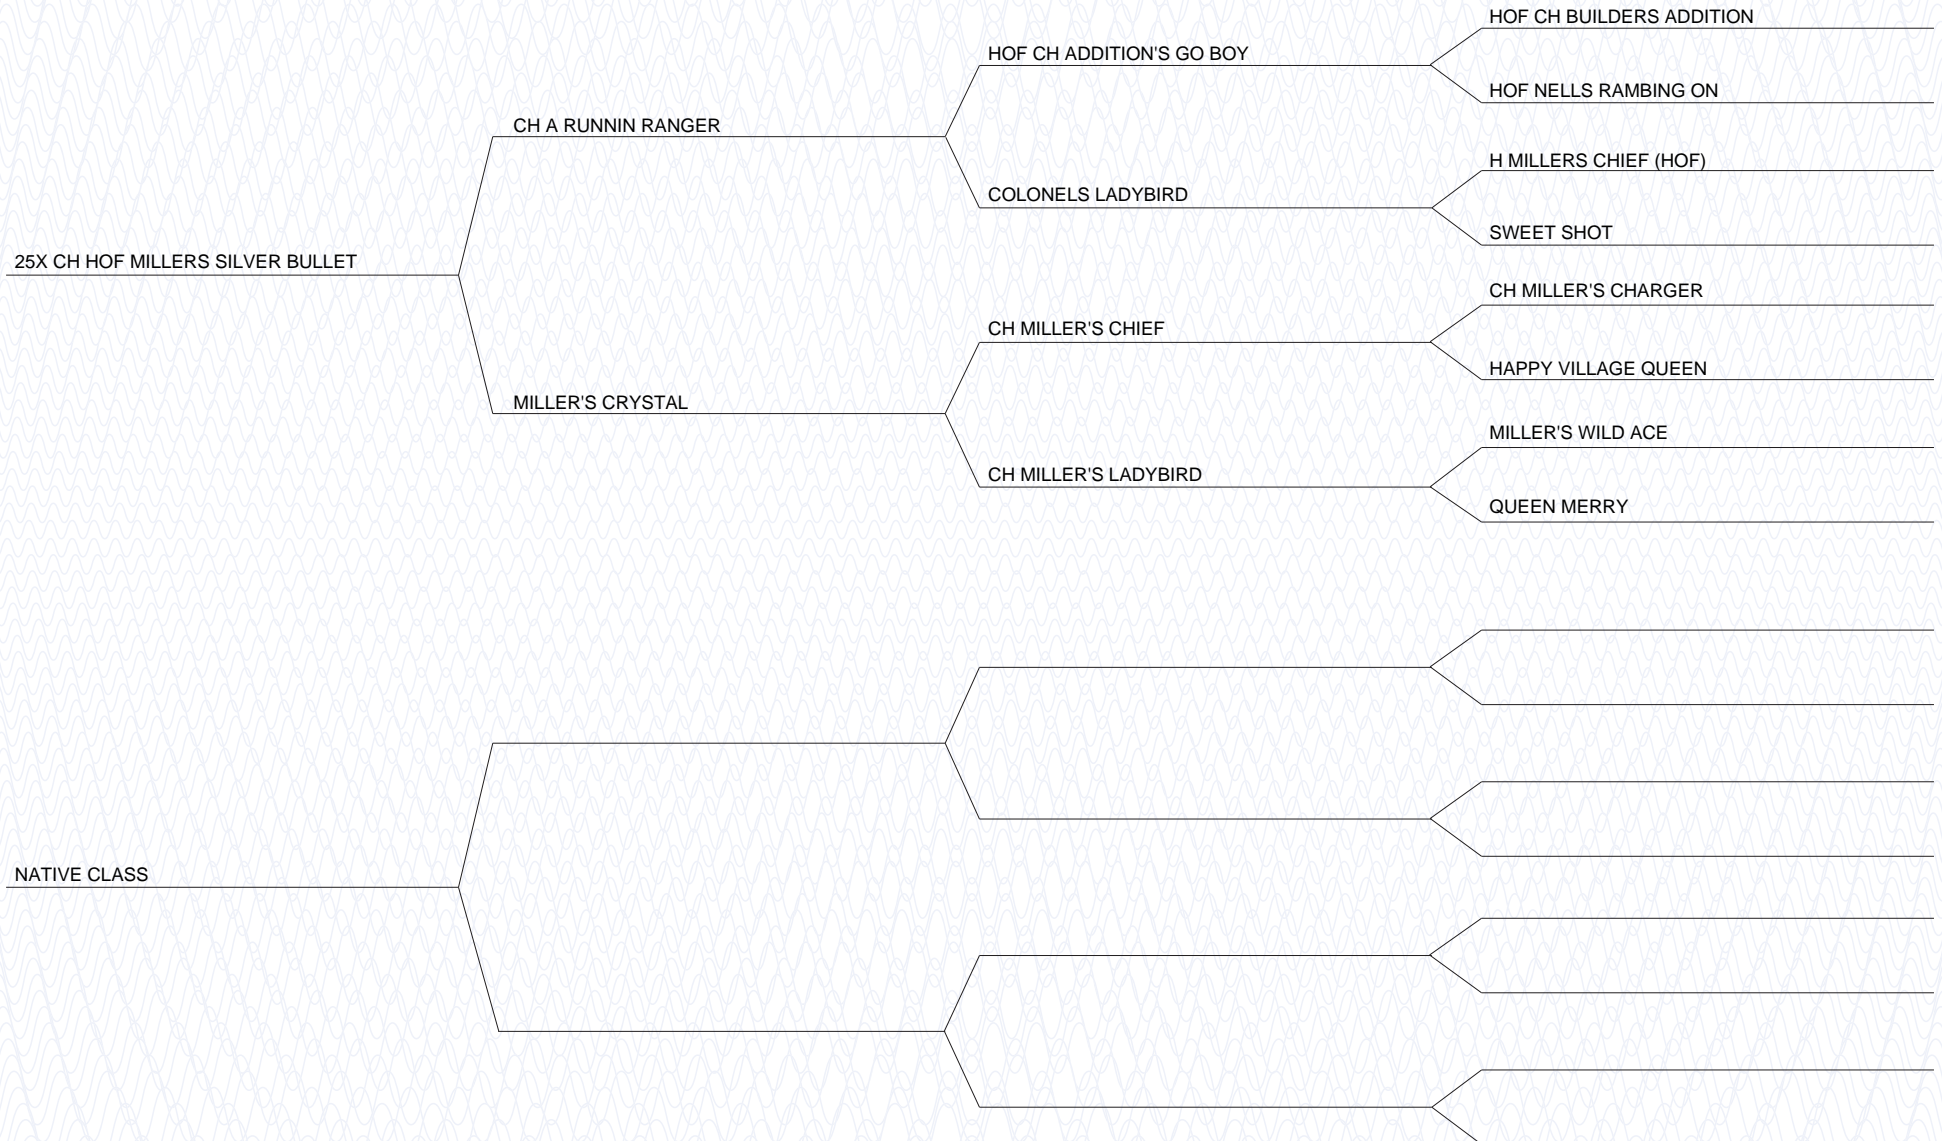 HOF CH BUILDERS ADDITION
HOF CH ADDITION'S GO BOY
HOF NELLS RAMBING ON
CH A RUNNIN RANGER
H MILLERS CHIEF (HOF)
COLONELS LADYBIRD
SWEET SHOT
25X CH HOF MILLERS SILVER BULLET
CH MILLER'S CHARGER
CH MILLER'S CHIEF
HAPPY VILLAGE QUEEN
MILLER'S CRYSTAL
MILLER'S WILD ACE
CH MILLER'S LADYBIRD
QUEEN MERRY
NATIVE CLASS